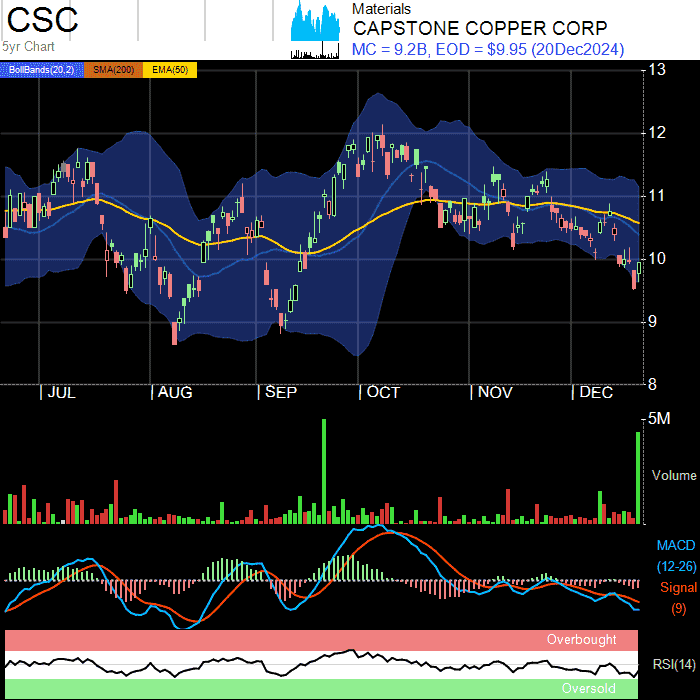 CSC
5yr Chart
Materials
CAPSTONE COPPER CORP
MC = 9.2B, EOD = $9.95 (20Dec2024)
BollBands(20,2) SMA(200) EMA(50)
13
12
11
10
9
8
JUL AUG SEP OCT NOV DEC
5M
Volume
MACD
(12-26)
Signal
(9)
Overbought
RSI(14)
Oversold